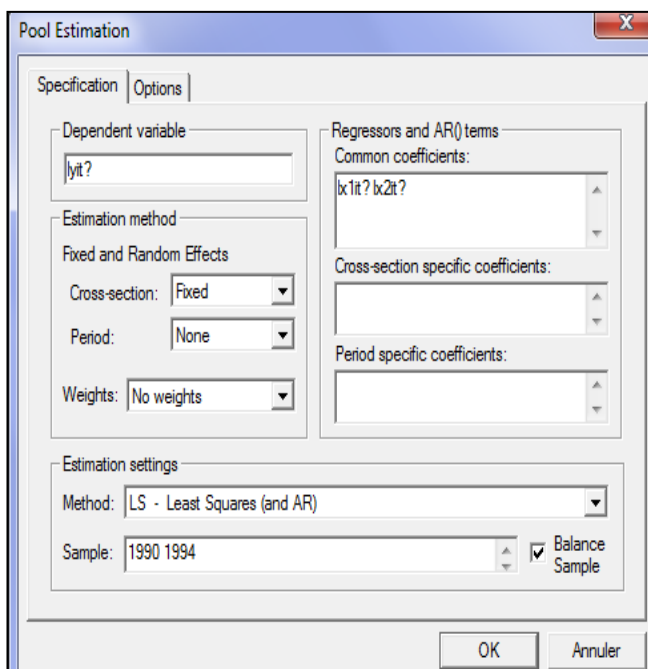 Pool Estimation
Specification Options
Dependent variable
lyit?
Estimation method
Fixed and Random Effects
Cross-section: Fixed
Period: None
Weights: No weights
Regressors and AR() terms
Common coefficients:
lx1it? lx2it?
Cross-section specific coefficients:
Period specific coefficients:
Estimation settings
Method: LS - Least Squares (and AR)
Sample: 1990 1994
Balance
Sample
OK Annuler